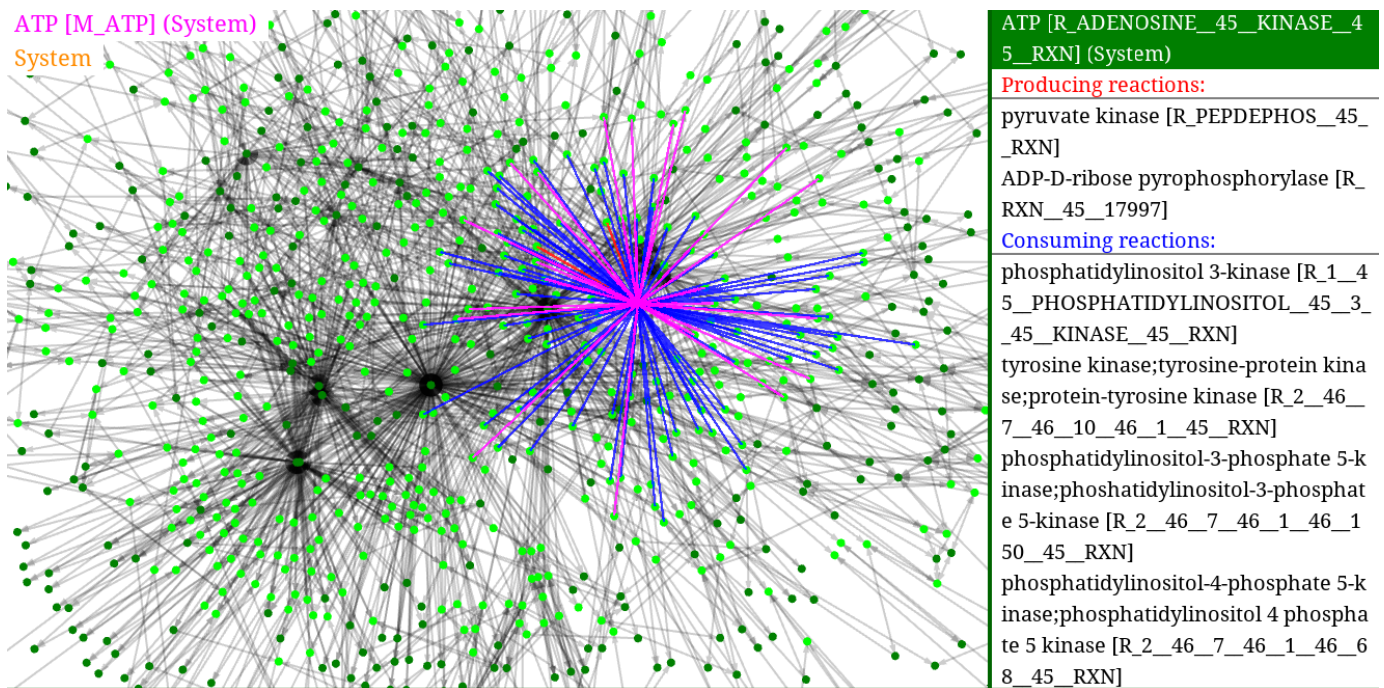 ATP [M_ATP] (System)
System
ATP [R_ADENOSINE__45__KINASE__4
5__RXN] (System)
Producing reactions:
pyruvate kinase [R_PEPDEPHOS__45_
_RXN]
ADP-D-ribose pyrophosphorylase [R_
RXN__45__17997]
Consuming reactions:
phosphatidylinositol 3-kinase [R_1__4
5__PHOSPHATIDYLINOSITOL__45__3_
_45__KINASE__45__RXN]
tyrosine kinase;tyrosine-protein kina
se;protein-tyrosine kinase [R_2__46__
7__46__10__46__1__45__RXN]
phosphatidylinositol-3-phosphate 5-k
inase;phoshatidylinositol-3-phosphat
e 5-kinase [R_2__46__7__46__1__46__1
50__45__RXN]
phosphatidylinositol-4-phosphate 5-k
inase;phosphatidylinositol 4 phospha
te 5 kinase [R_2__46__7__46__1__46__6
8__45__RXN]